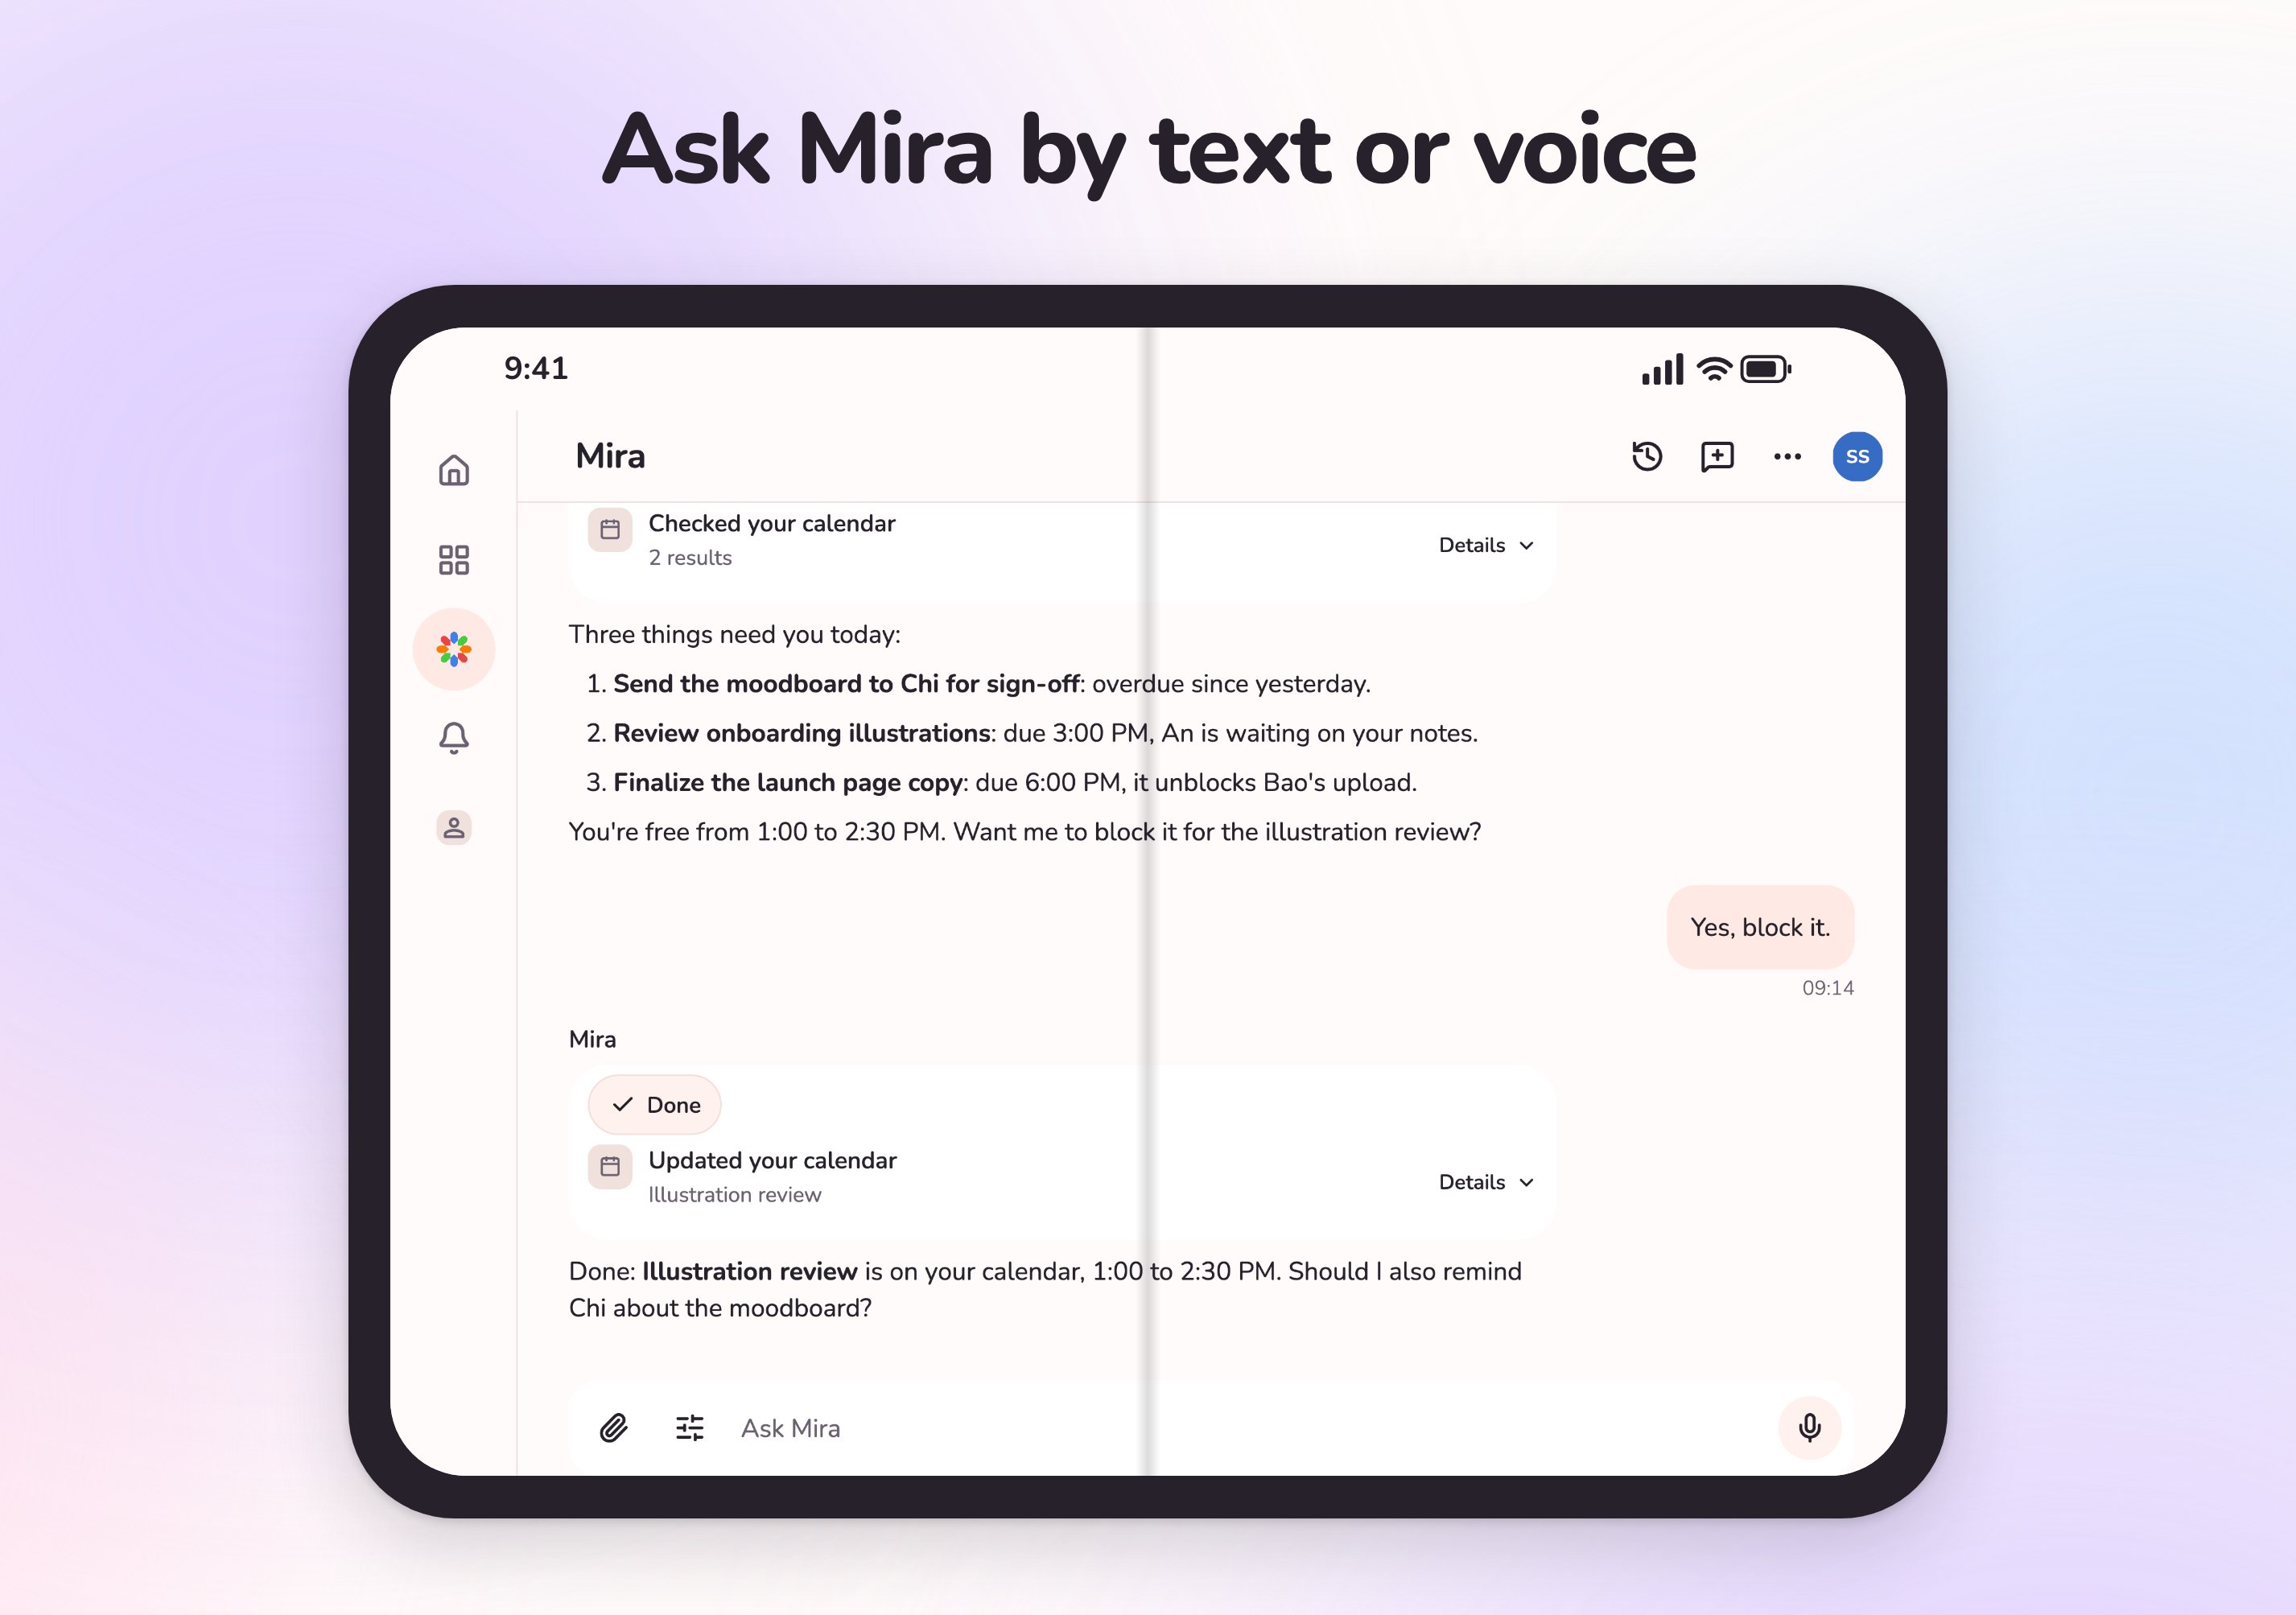 Ask Mira by text or voice
9:41
Mira
SS
Checked your calendar
2 results
Details
Three things need you today:
1. Send the moodboard to Chi for sign-off: overdue since yesterday.
2. Review onboarding illustrations: due 3:00 PM, An is waiting on your notes.
3. Finalize the launch page copy: due 6:00 PM, it unblocks Bao's upload.
You're free from 1:00 to 2:30 PM. Want me to block it for the illustration review?
Yes, block it.
09:14
Mira
Done
Updated your calendar
Illustration review
Details
Done: Illustration review is on your calendar, 1:00 to 2:30 PM. Should I also remind
Chi about the moodboard?
Ask Mira